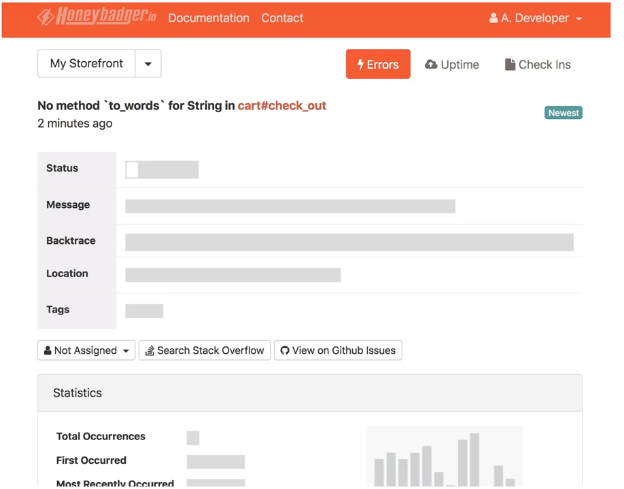 Honeybadger.io Documentation Contact A. Developer
My Storefront Errors Uptime Check Ins
No method `to_words` for String in cart#check_out
2 minutes ago Newest
Status
Message
Backtrace
Location
Tags
Not Assigned Search Stack Overflow View on Github Issues
Statistics
Total Occurrences
First Occurred
Most Recently Occurred